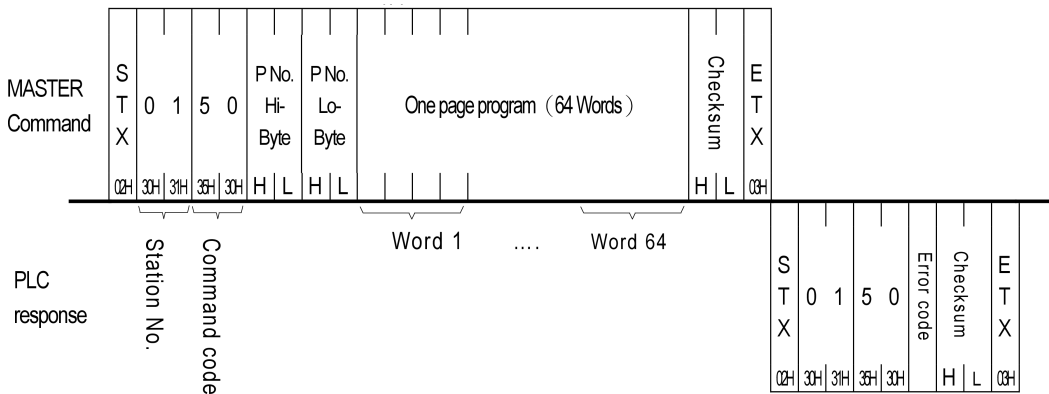 MASTER
Command
S
T
X
02H
0 1
30H 31H
5 0
35H 30H
P No.
Hi-
Byte
H L
P No.
Lo-
Byte
H L
One page program ( 64 Words )
Checksum
H L
E
T
X
03H
Station No.
Command code
Word 1 .... Word 64
PLC
response
S
T
X
02H
0 1
30H 31H
5 0
35H 30H
Error code
Checksum
H L
E
T
X
03H